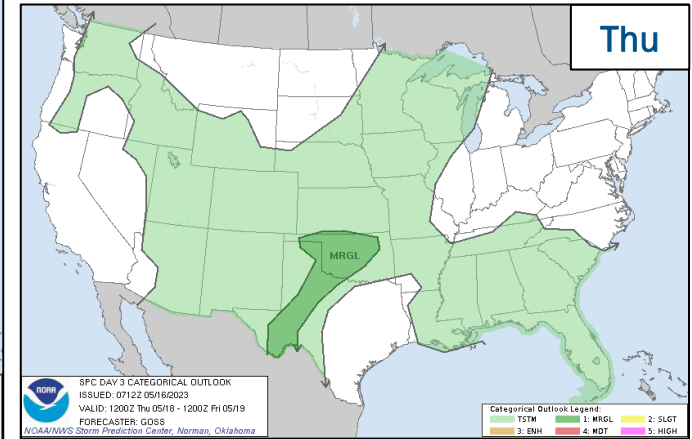 Thu
MRGL
SPC DAY 3 CATEGORICAL OUTLOOK
ISSUED: 0712Z 05/16/2023
VALID: 1200Z Thu 05/18 - 1200Z Fri 05/19
FORECASTER: GOSS
NOAA/NWS Storm Prediction Center, Norman, Oklahoma
NOAA
Categorical Outlook Legend:
TSTM 1: MRGL 2: SLGT
3: ENH 4: MDT 5: HIGH